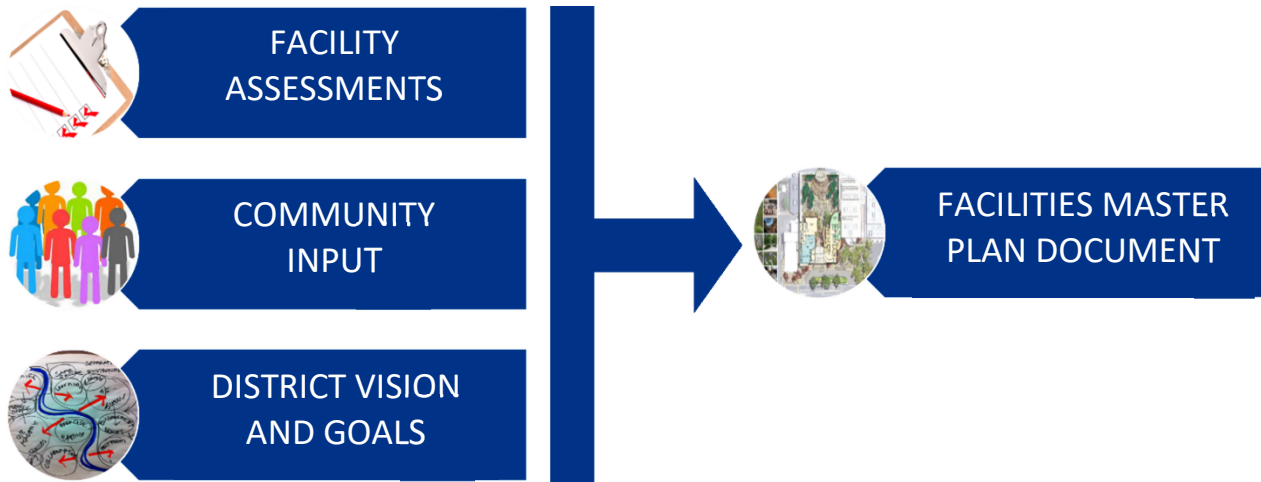 FACILITY
ASSESSMENTS
COMMUNITY
INPUT
DISTRICT VISION
AND GOALS
FACILITIES MASTER
PLAN DOCUMENT